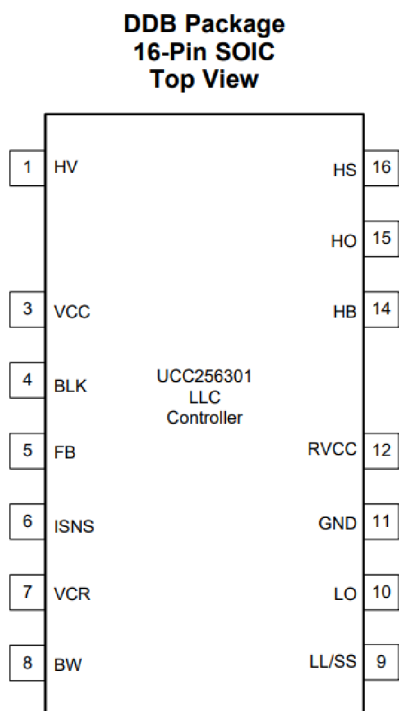 DDB Package
16-Pin SOIC
Top View
1 HV HS 16
HO 15
3 VCC HB 14
4 BLK
UCC256301
LLC
Controller
5 FB RVCC 12
6 ISNS GND 11
7 VCR LO 10
8 BW LL/SS 9